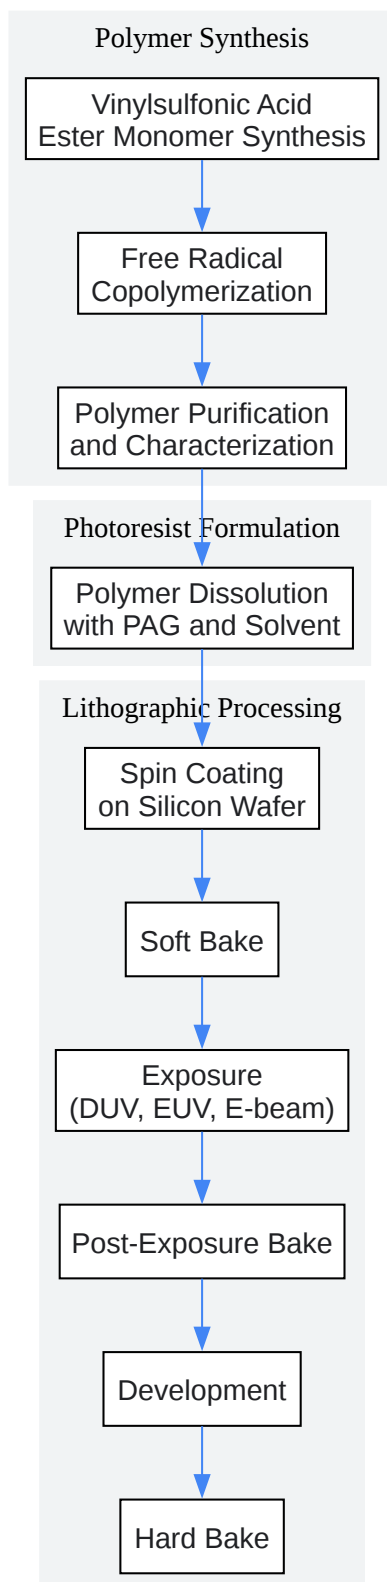 Polymer Synthesis
Vinylsulfonic Acid
Ester Monomer Synthesis
Free Radical
Copolymerization
Polymer Purification
and Characterization
Photoresist Formulation
Polymer Dissolution
with PAG and Solvent
Lithographic Processing
Spin Coating
on Silicon Wafer
Soft Bake
Exposure
(DUV, EUV, E-beam)
Post-Exposure Bake
Development
Hard Bake